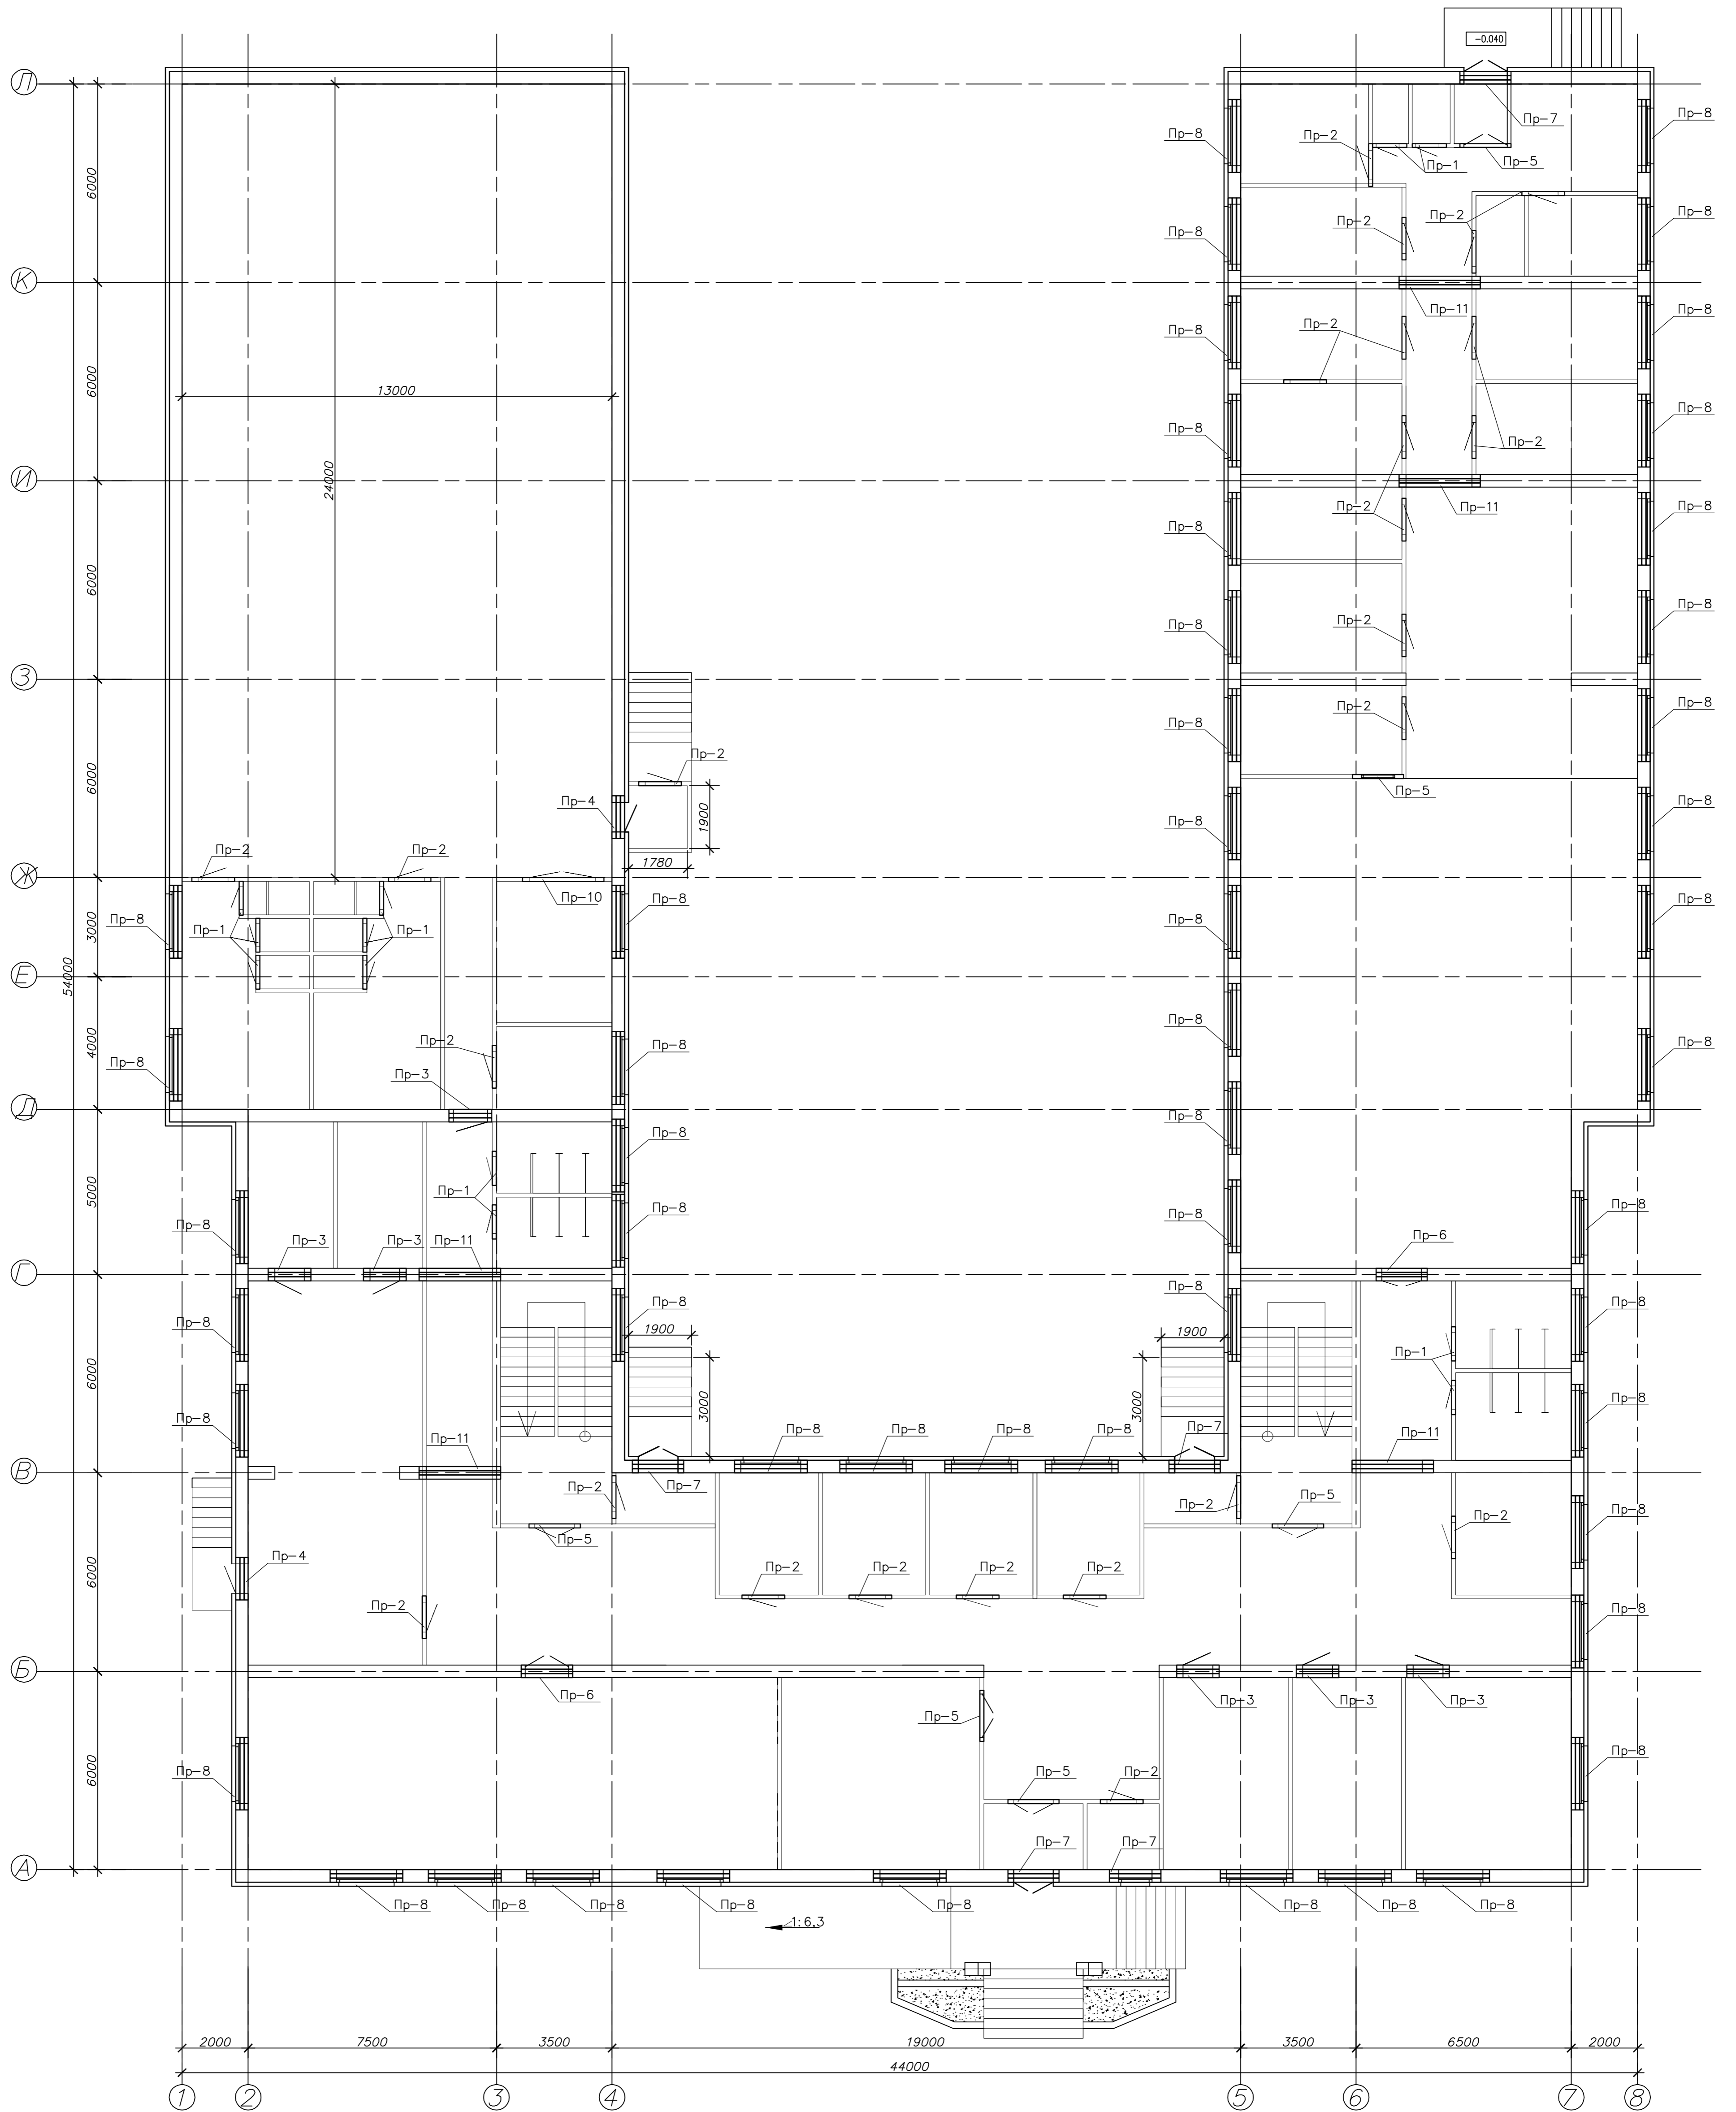 -0.040
Л
Пр-7
Пр-8
Пр-8
Пр-2
Пр-1
Пр-5
6000
Пр-8
Пр-2
Пр-2
Пр-8
К
Пр-11
Пр-8
Пр-2
Пр-8
6000
13000
Пр-8
Пр-2
Пр-8
И
24000
Пр-2
Пр-11
Пр-8
Пр-8
6000
Пр-8
Пр-2
Пр-8
З
Пр-8
Пр-2
Пр-8
Пр-2
6000
Пр-4
1900
Пр-5
Пр-8
Пр-8
Пр-2
Пр-2
1780
Ж
Пр-10
Пр-8
Пр-8
Пр-8
Пр-8
3000
Пр-1
Пр-1
Е
54000
Пр-8
4000
Пр-2
Пр-8
Пр-8
Пр-8
Пр-3
Д
Пр-8
Пр-8
5000
Пр-1
Пр-8
Пр-8
Пр-8
Пр-8
Пр-3
Пр-3
Пр-11
Пр-6
Г
Пр-8
Пр-8
Пр-8
Пр-8
1900
1900
6000
Пр-1
3000
3000
Пр-8
Пр-11
Пр-8
Пр-8
Пр-8
Пр-8
Пр-7
Пр-11
Пр-8
В
Пр-7
Пр-2
Пр-2
Пр-5
Пр-2
Пр-8
Пр-5
Пр-4
6000
Пр-2
Пр-2
Пр-2
Пр-2
Пр-2
Пр-8
Б
Пр-6
Пр-3
Пр-3
Пр-3
Пр-5
6000
Пр-8
Пр-5
Пр-2
Пр-8
А
Пр-7
Пр-7
Пр-8
Пр-8
Пр-8
Пр-8
Пр-8
Пр-8
Пр-8
Пр-8
1:6,3
2000
7500
3500
19000
3500
6500
2000
44000
1
2
3
4
5
6
7
8